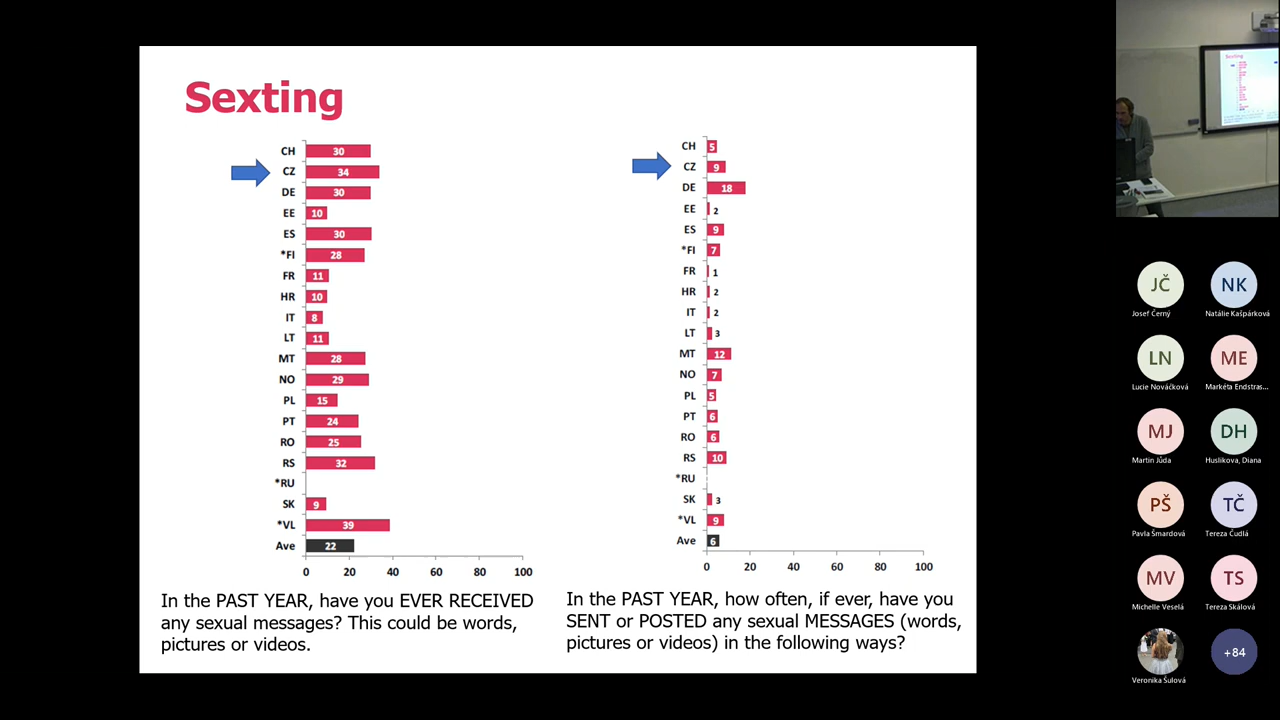 Sexting
CH 30
CZ 34
DE 30
EE 10
ES 30
*FI 28
FR 11
HR 10
IT 8
LT 11
MT 28
NO 29
PL 15
PT 24
RO 25
RS 32
*RU
SK 9
*VL 39
Ave 22
0 20 40 60 80 100
In the PAST YEAR, have you EVER RECEIVED
any sexual messages? This could be words,
pictures or videos.
CH 5
CZ 9
DE 18
EE 2
ES 9
*FI 7
FR 1
HR 2
IT 2
LT 3
MT 12
NO 7
PL 5
PT 6
RO 6
RS 10
*RU
SK 3
*VL 9
Ave 6
0 20 40 60 80 100
In the PAST YEAR, how often, if ever, have you
SENT or POSTED any sexual MESSAGES (words,
pictures or videos) in the following ways?
Sexting
JČ NK
Josef Černý Natálie Kašpárková
LN ME
Lucie Nováčková Markéta Endstras...
MJ DH
Martin Jůda Huslikova, Diana
PŠ TČ
Pavla Šmardová Tereza Čudlá
MV TS
Michelle Veselá Tereza Skálová
+84
Veronika Šulová